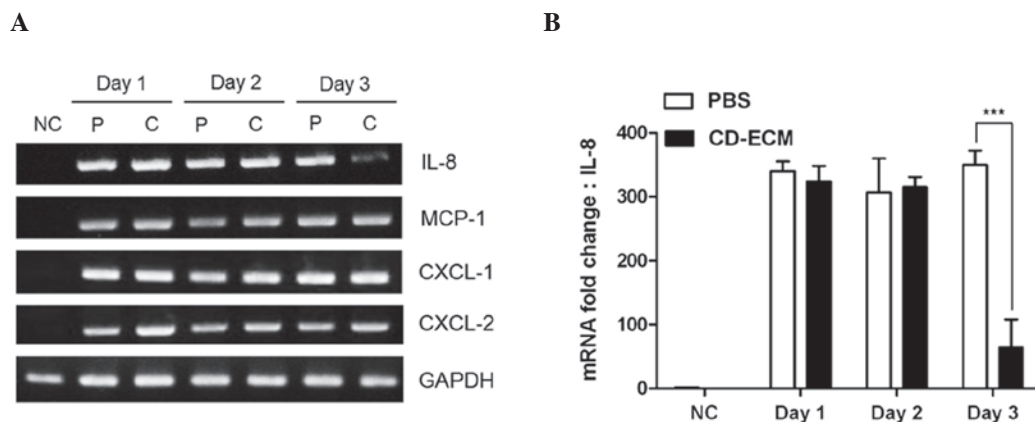 A
Day 1 Day 2 Day 3
NC P C P C P C
IL-8
MCP-1
CXCL-1
CXCL-2
GAPDH
B
PBS
CD-ECM
***
mRNA fold change : IL-8
400
300
200
100
0
NC Day 1 Day 2 Day 3